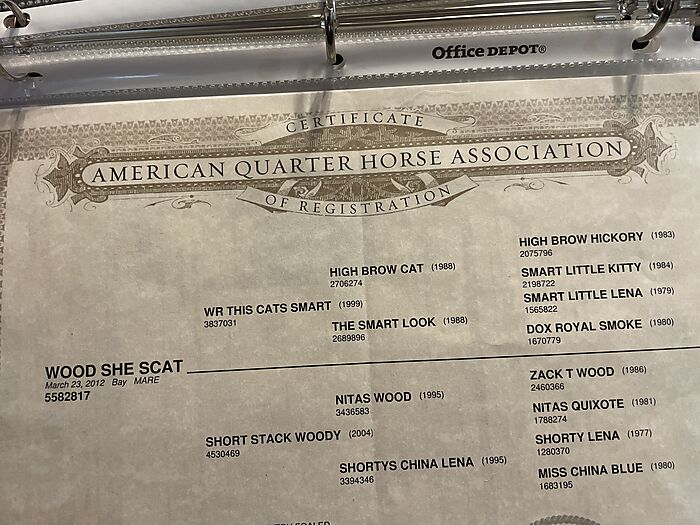 Office DEPOT®
CERTIFICATE
AMERICAN QUARTER HORSE ASSOCIATION
OF REGISTRATION
HIGH BROW HICKORY (1983)
2075796
HIGH BROW CAT (1988)
2706274
SMART LITTLE KITTY (1984)
2198722
WR THIS CATS SMART (1999)
3837031
SMART LITTLE LENA (1979)
1565822
THE SMART LOOK (1988)
2689896
DOX ROYAL SMOKE (1980)
1670779
WOOD SHE SCAT
March 23, 2012 Bay MARE
5582817
ZACK T WOOD (1986)
2460366
NITAS WOOD (1995)
3436583
NITAS QUIXOTE (1981)
1788274
SHORT STACK WOODY (2004)
4530469
SHORTY LENA (1977)
1280370
SHORTYS CHINA LENA (1995)
3394346
MISS CHINA BLUE (1980)
1683195